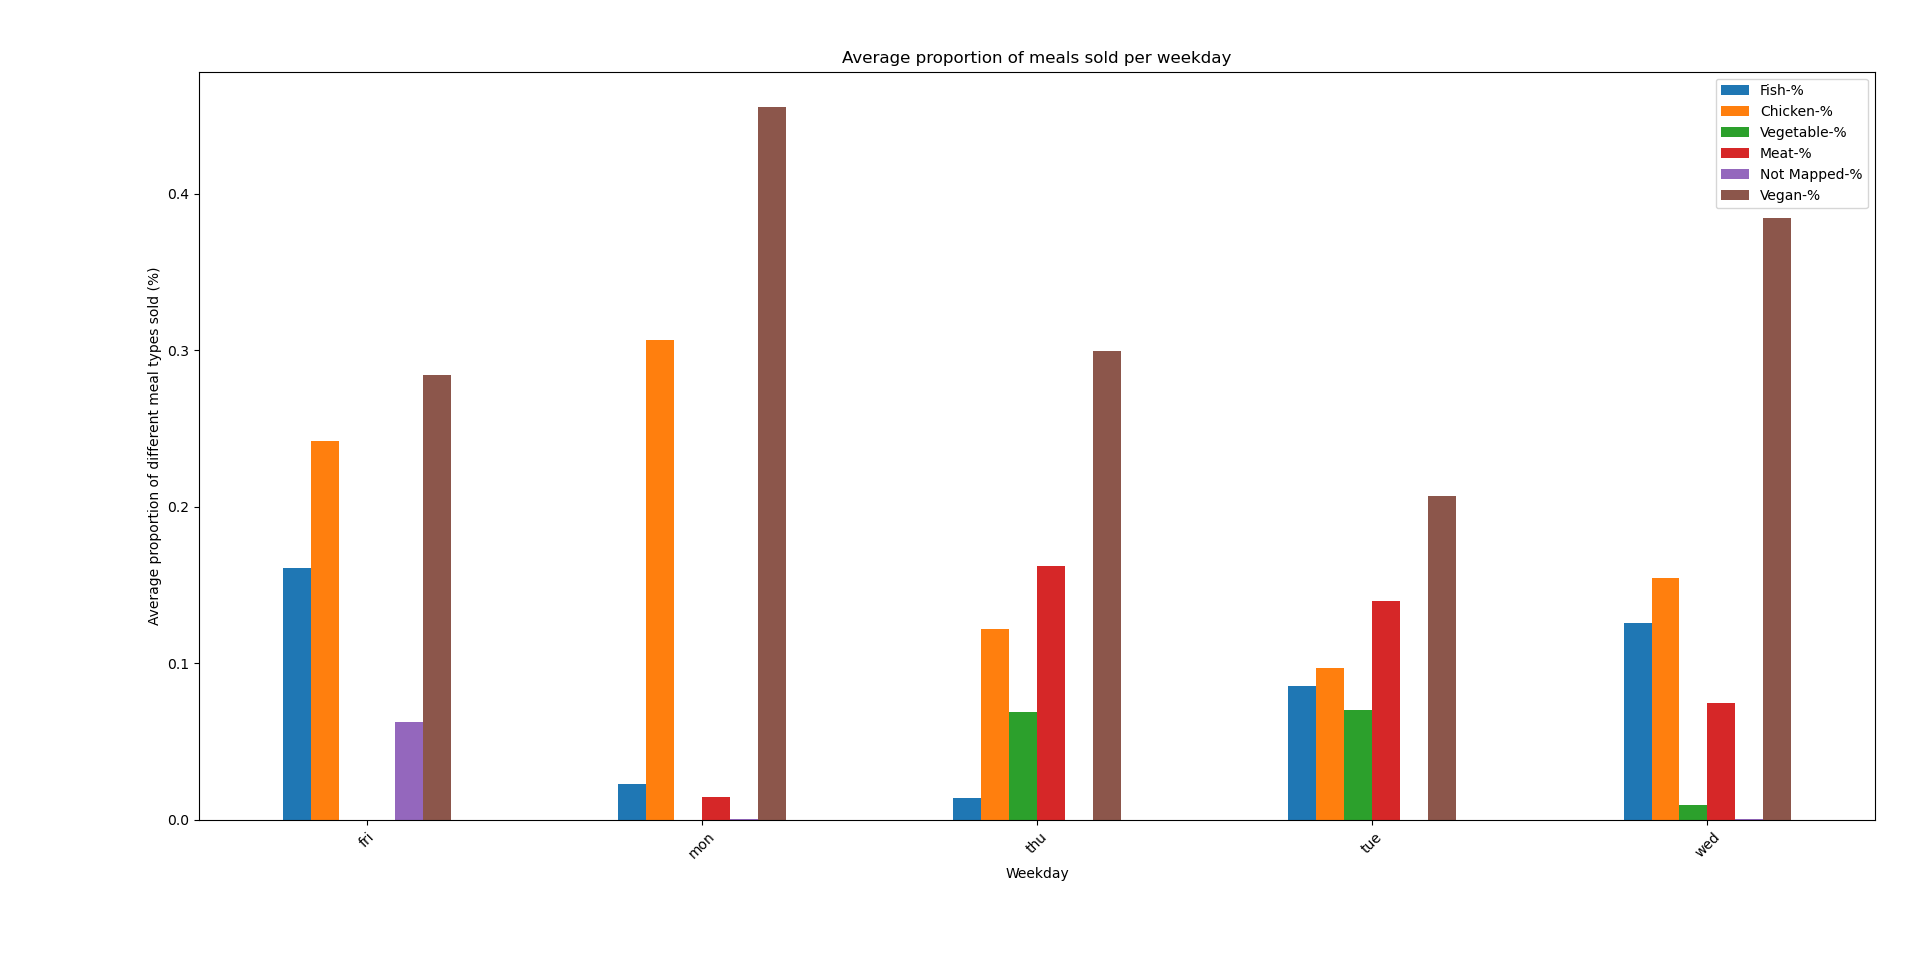 Average proportion of meals sold per weekday
Fish-%
Chicken-%
Vegetable-%
Meat-%
Not Mapped-%
Vegan-%
Average proportion of different meal types sold (%)
0.4
0.3
0.2
0.1
0.0
fri
mon
thu
tue
wed
Weekday